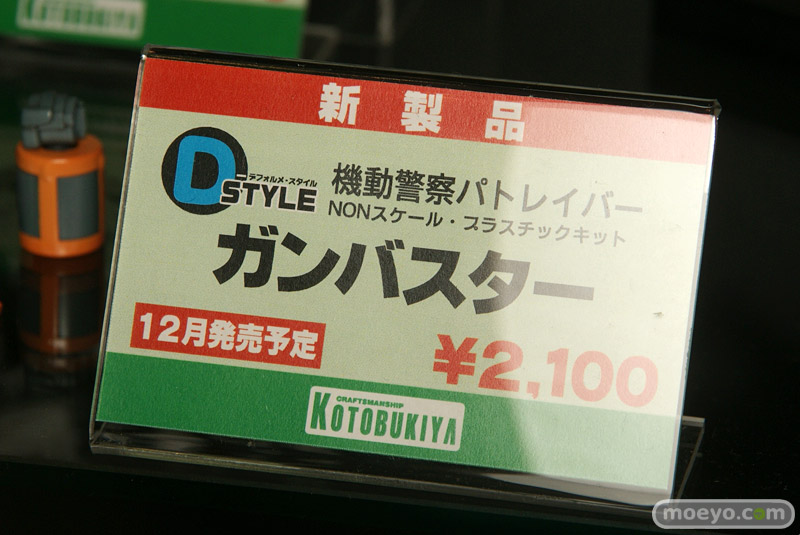 KOTOBUKIYA
新製品
D STYLE
デフォルメ・スタイル
機動警察パトレイバー
NONスケール・プラスチックキット
ガンバスター
12月発売予定
¥2,100
CRAFTSMANSHIP
KOTOBUKIYA
moeyo.com